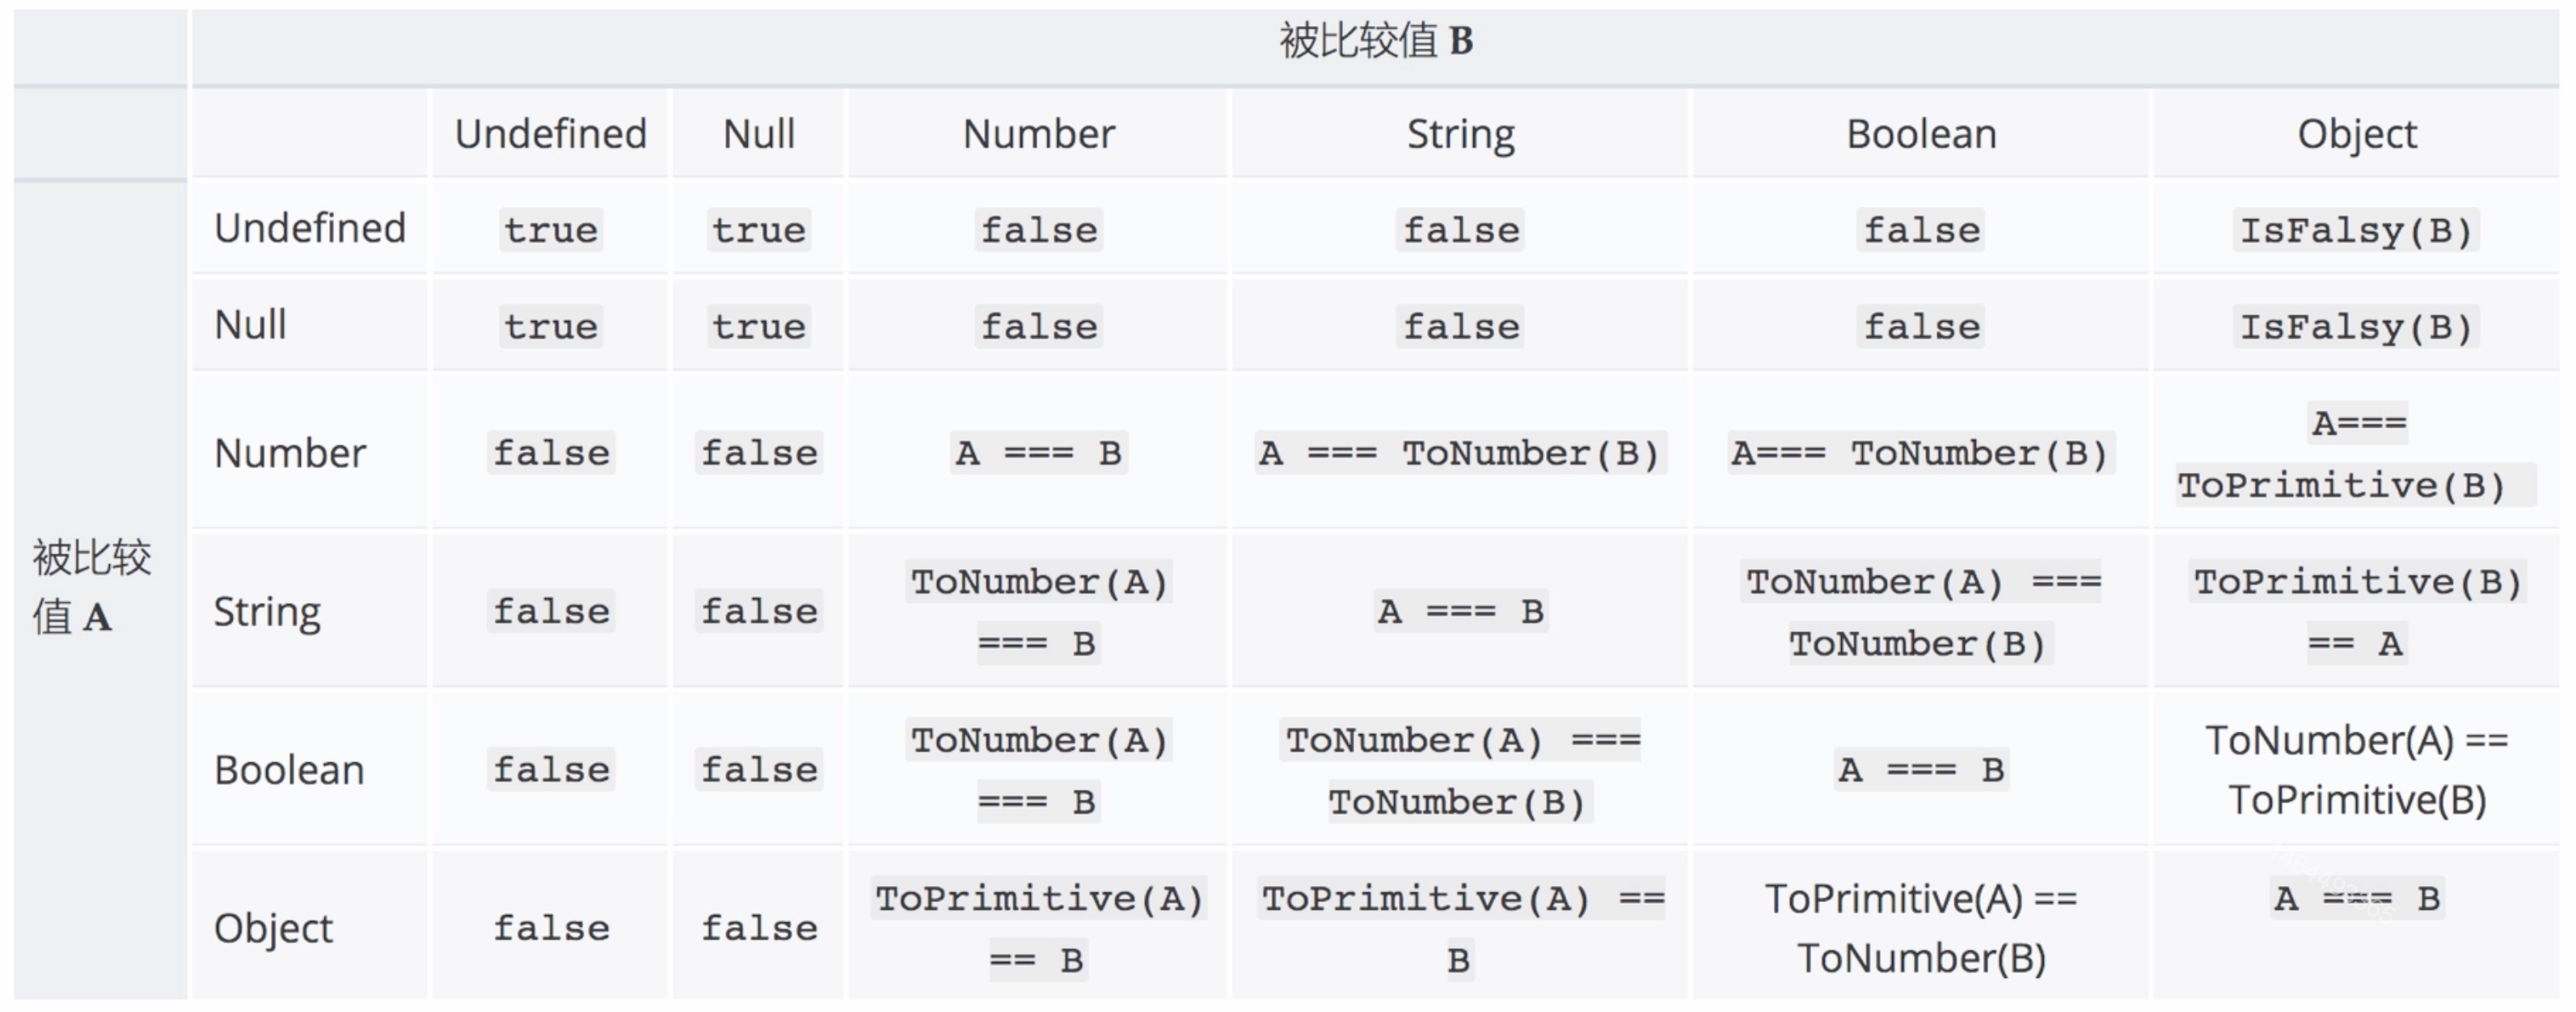 被比较值 B
Undefined Null Number String Boolean Object
Undefined true true false false false IsFalsy(B)
Null true true false false false IsFalsy(B)
Number false false A === B A === ToNumber(B) A=== ToNumber(B) A===
ToPrimitive(B)
被比较
值 A
String false false ToNumber(A)
=== B
A === B
ToNumber(A) ===
ToNumber(B)
ToPrimitive(B)
== A
Boolean false false ToNumber(A)
=== B
ToNumber(A) ===
ToNumber(B)
A === B
ToNumber(A) ==
ToPrimitive(B)
Object false false ToPrimitive(A)
== B
ToPrimitive(A) ==
B
ToPrimitive(A) ==
ToNumber(B)
A === B